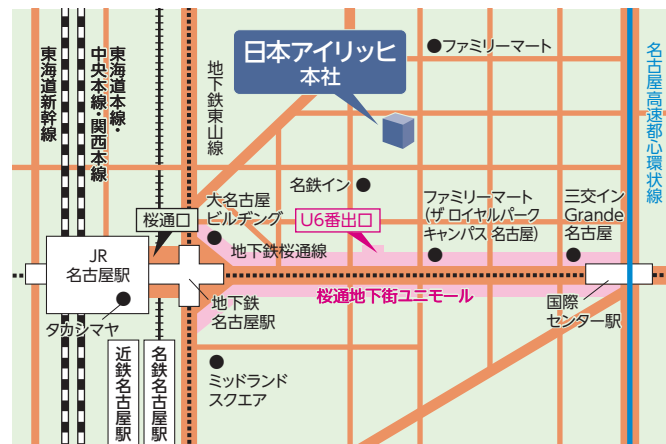 東海道新幹線
東海道本線・
中央本線・関西本線
地下鉄東山線
日本アイリッヒ
本社
ファミリーマート
名古屋高速都心環状線
桜通口
大名古屋
ビルヂング
名鉄イン
U6番出口
ファミリーマート
(ザ ロイヤルパーク
キャンパス 名古屋)
三交イン
Grande
名古屋
地下鉄桜通線
JR
名古屋駅
タカシマヤ
地下鉄
名古屋駅
桜通地下街ユニモール
国際
センター駅
近鉄名古屋駅
名鉄名古屋駅
ミッドランド
スクエア